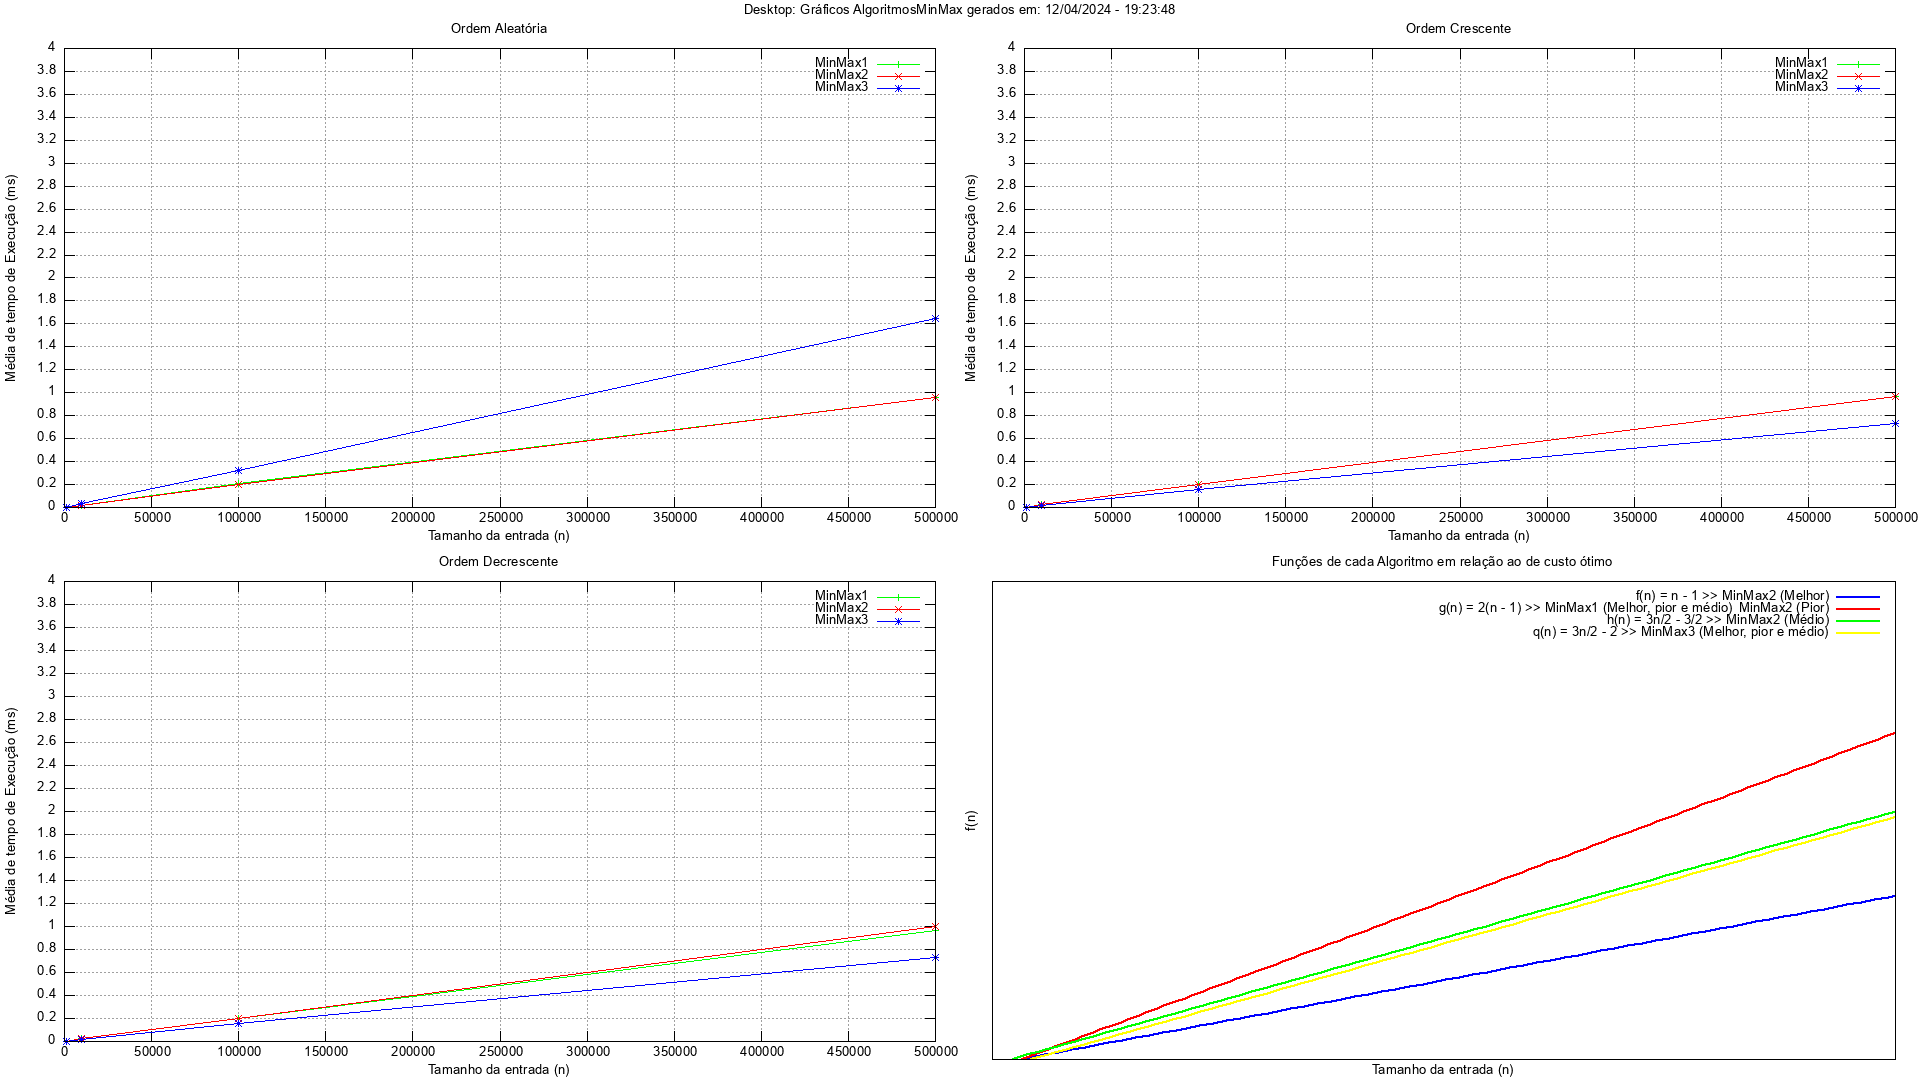 Desktop: Gráficos AlgoritmosMinMax gerados em: 12/04/2024 - 19:23:48
Ordem Aleatória
MinMax1
MinMax2
MinMax3
4
3.8
3.6
3.4
3.2
3
2.8
2.6
2.4
2.2
2
1.8
1.6
1.4
1.2
1
0.8
0.6
0.4
0.2
0
Média de tempo de Execução (ms)
0 50000 100000 150000 200000 250000 300000 350000 400000 450000 500000
Tamanho da entrada (n)
Ordem Crescente
MinMax1
MinMax2
MinMax3
4
3.8
3.6
3.4
3.2
3
2.8
2.6
2.4
2.2
2
1.8
1.6
1.4
1.2
1
0.8
0.6
0.4
0.2
0
Média de tempo de Execução (ms)
0 50000 100000 150000 200000 250000 300000 350000 400000 450000 500000
Tamanho da entrada (n)
Ordem Decrescente
MinMax1
MinMax2
MinMax3
4
3.8
3.6
3.4
3.2
3
2.8
2.6
2.4
2.2
2
1.8
1.6
1.4
1.2
1
0.8
0.6
0.4
0.2
0
Média de tempo de Execução (ms)
0 50000 100000 150000 200000 250000 300000 350000 400000 450000 500000
Tamanho da entrada (n)
Funções de cada Algoritmo em relação ao de custo ótimo
f(n) = n - 1 >> MinMax2 (Melhor)
g(n) = 2(n - 1) >> MinMax1 (Melhor, pior e médio) MinMax2 (Pior)
h(n) = 3n/2 - 3/2 >> MinMax2 (Médio)
q(n) = 3n/2 - 2 >> MinMax3 (Melhor, pior e médio)
f(n)
Tamanho da entrada (n)